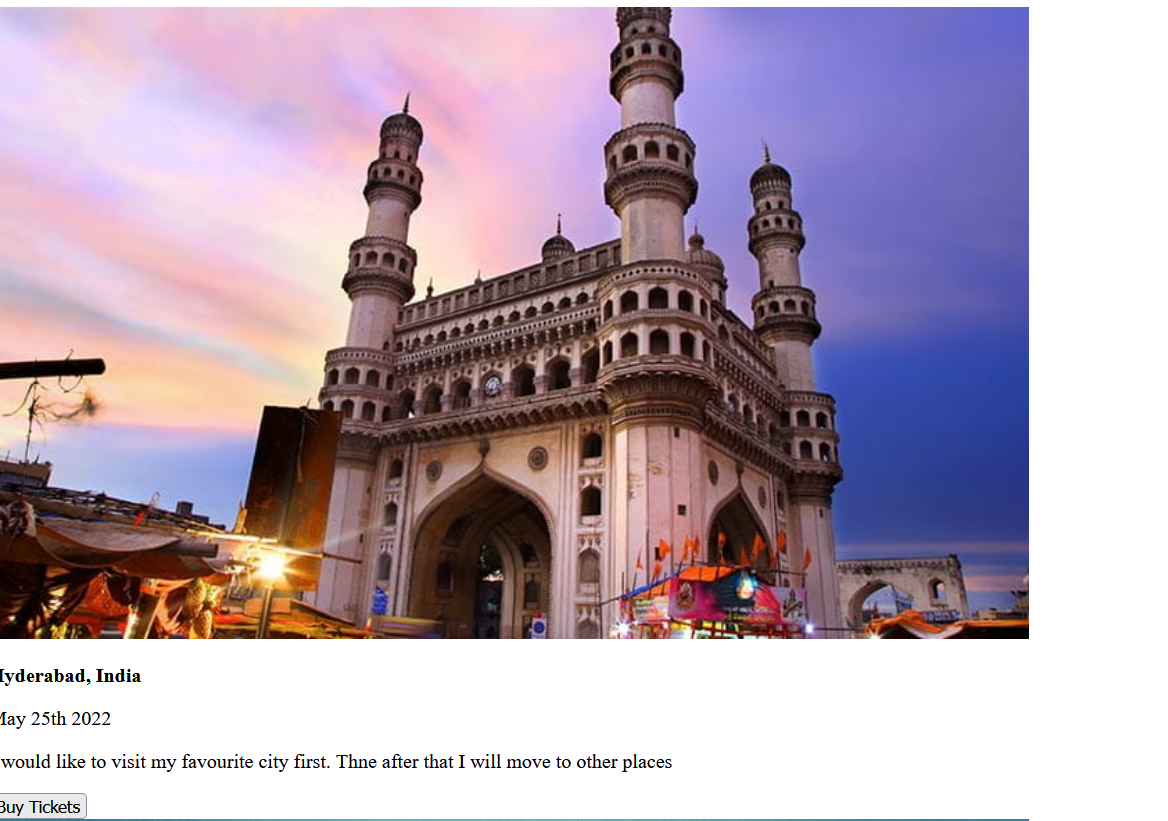 Hyderabad, India
May 25th 2022
would like to visit my favourite city first. Thne after that I will move to other places
Buy Tickets